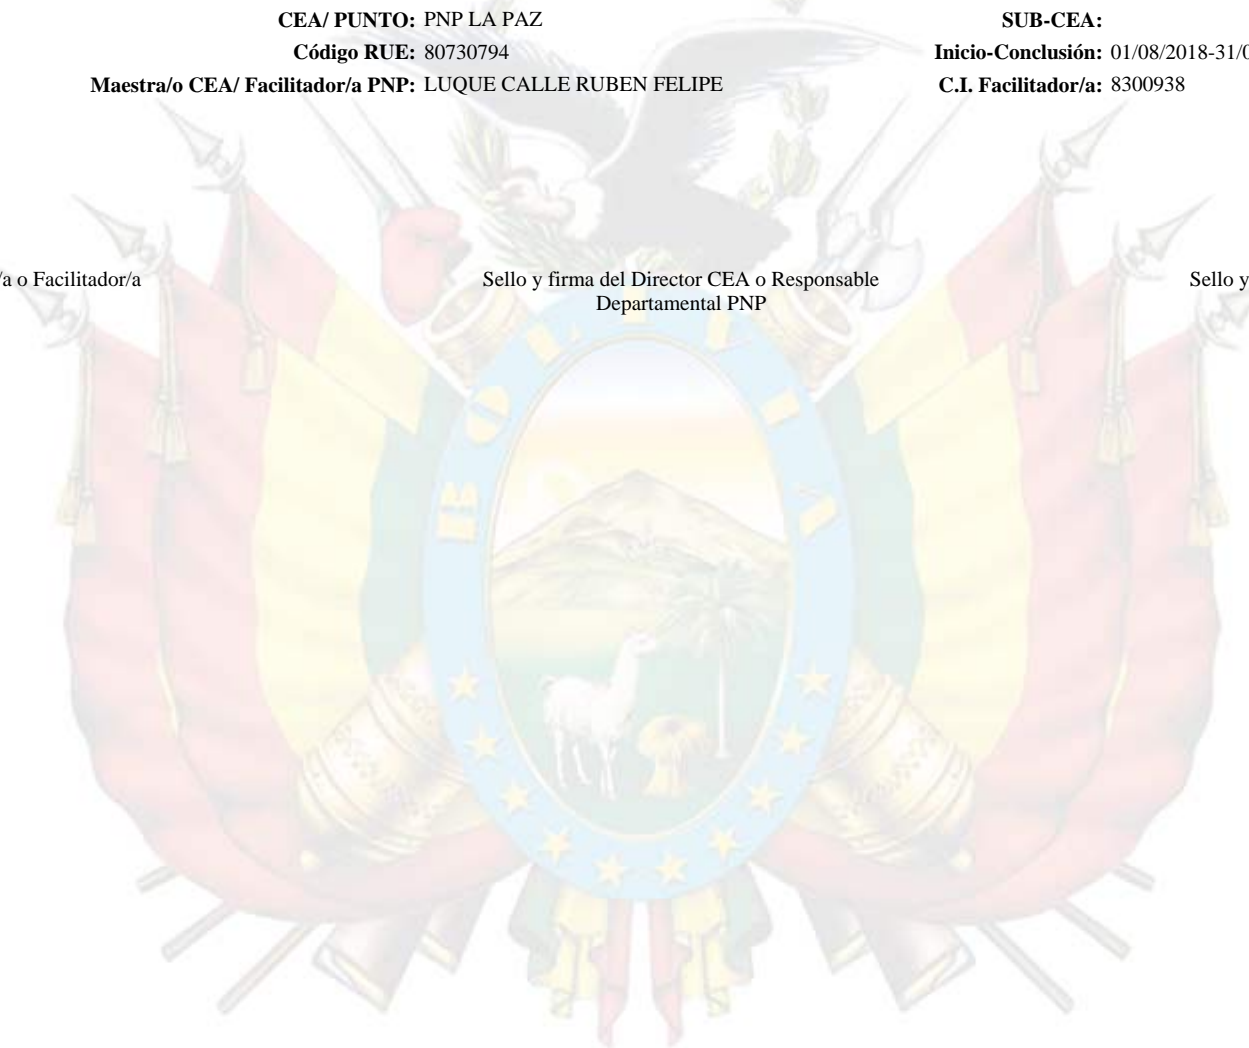 CEA/ PUNTO: PNP LA PAZ SUB-CEA:
Código RUE: 80730794 Inicio-Conclusión: 01/08/2018-31/0
Maestra/o CEA/ Facilitador/a PNP: LUQUE CALLE RUBEN FELIPE C.I. Facilitador/a: 8300938
/a o Facilitador/a Sello y firma del Director CEA o Responsable Sello y
Departamental PNP
BOLIVIA